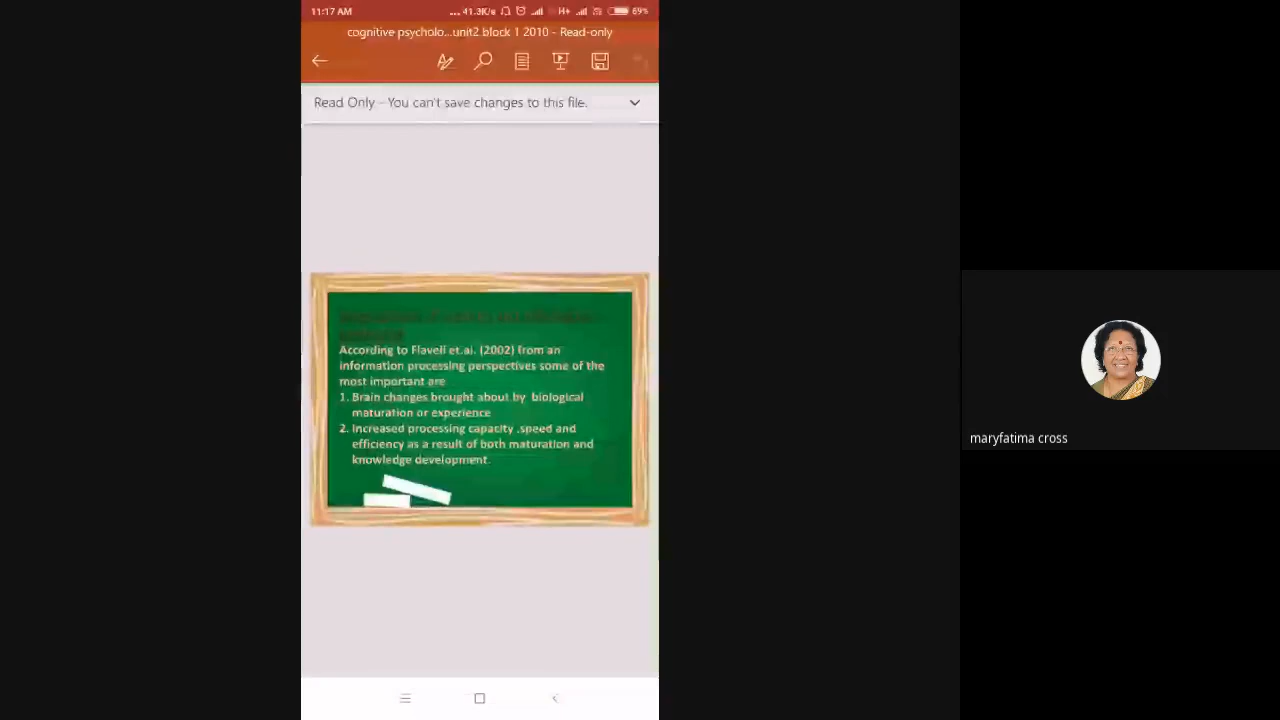 11:17 AM
... 41.3K/s
H+
69%
cognitive psycholo...unit2 block 1 2010 - Read-only
Read Only - You can't save changes to this file.
According to Flavell et.al. (2002) from an
information processing perspectives some of the
most important are
1. Brain changes brought about by biological
maturation or experience
2. Increased processing capacity ,speed and
efficiency as a result of both maturation and
knowledge development.
maryfatima cross